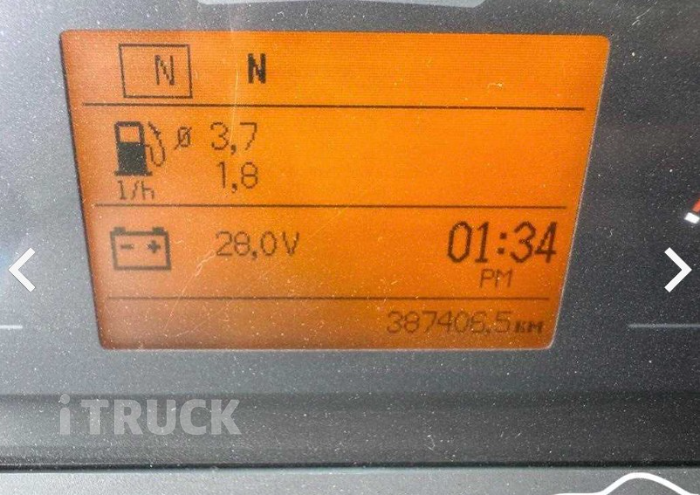 N N
ø 3,7
1,8
l/h
- +
28,0V
01:34
PM
387406,5км
iTRUCK